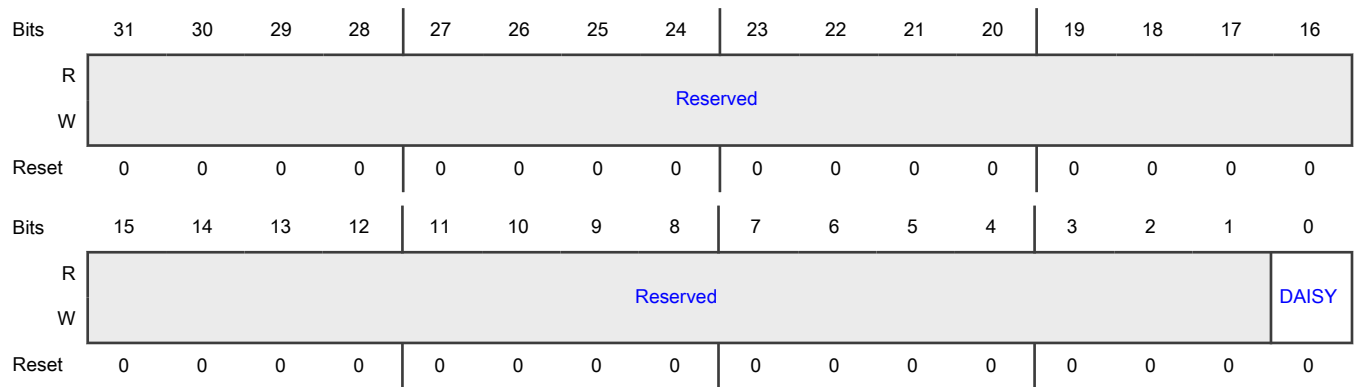 Bits 31 30 29 28 27 26 25 24 23 22 21 20 19 18 17 16
R
Reserved
W
Reset 0 0 0 0 0 0 0 0 0 0 0 0 0 0 0 0
Bits 15 14 13 12 11 10 9 8 7 6 5 4 3 2 1 0
R
Reserved DAISY
W
Reset 0 0 0 0 0 0 0 0 0 0 0 0 0 0 0 0